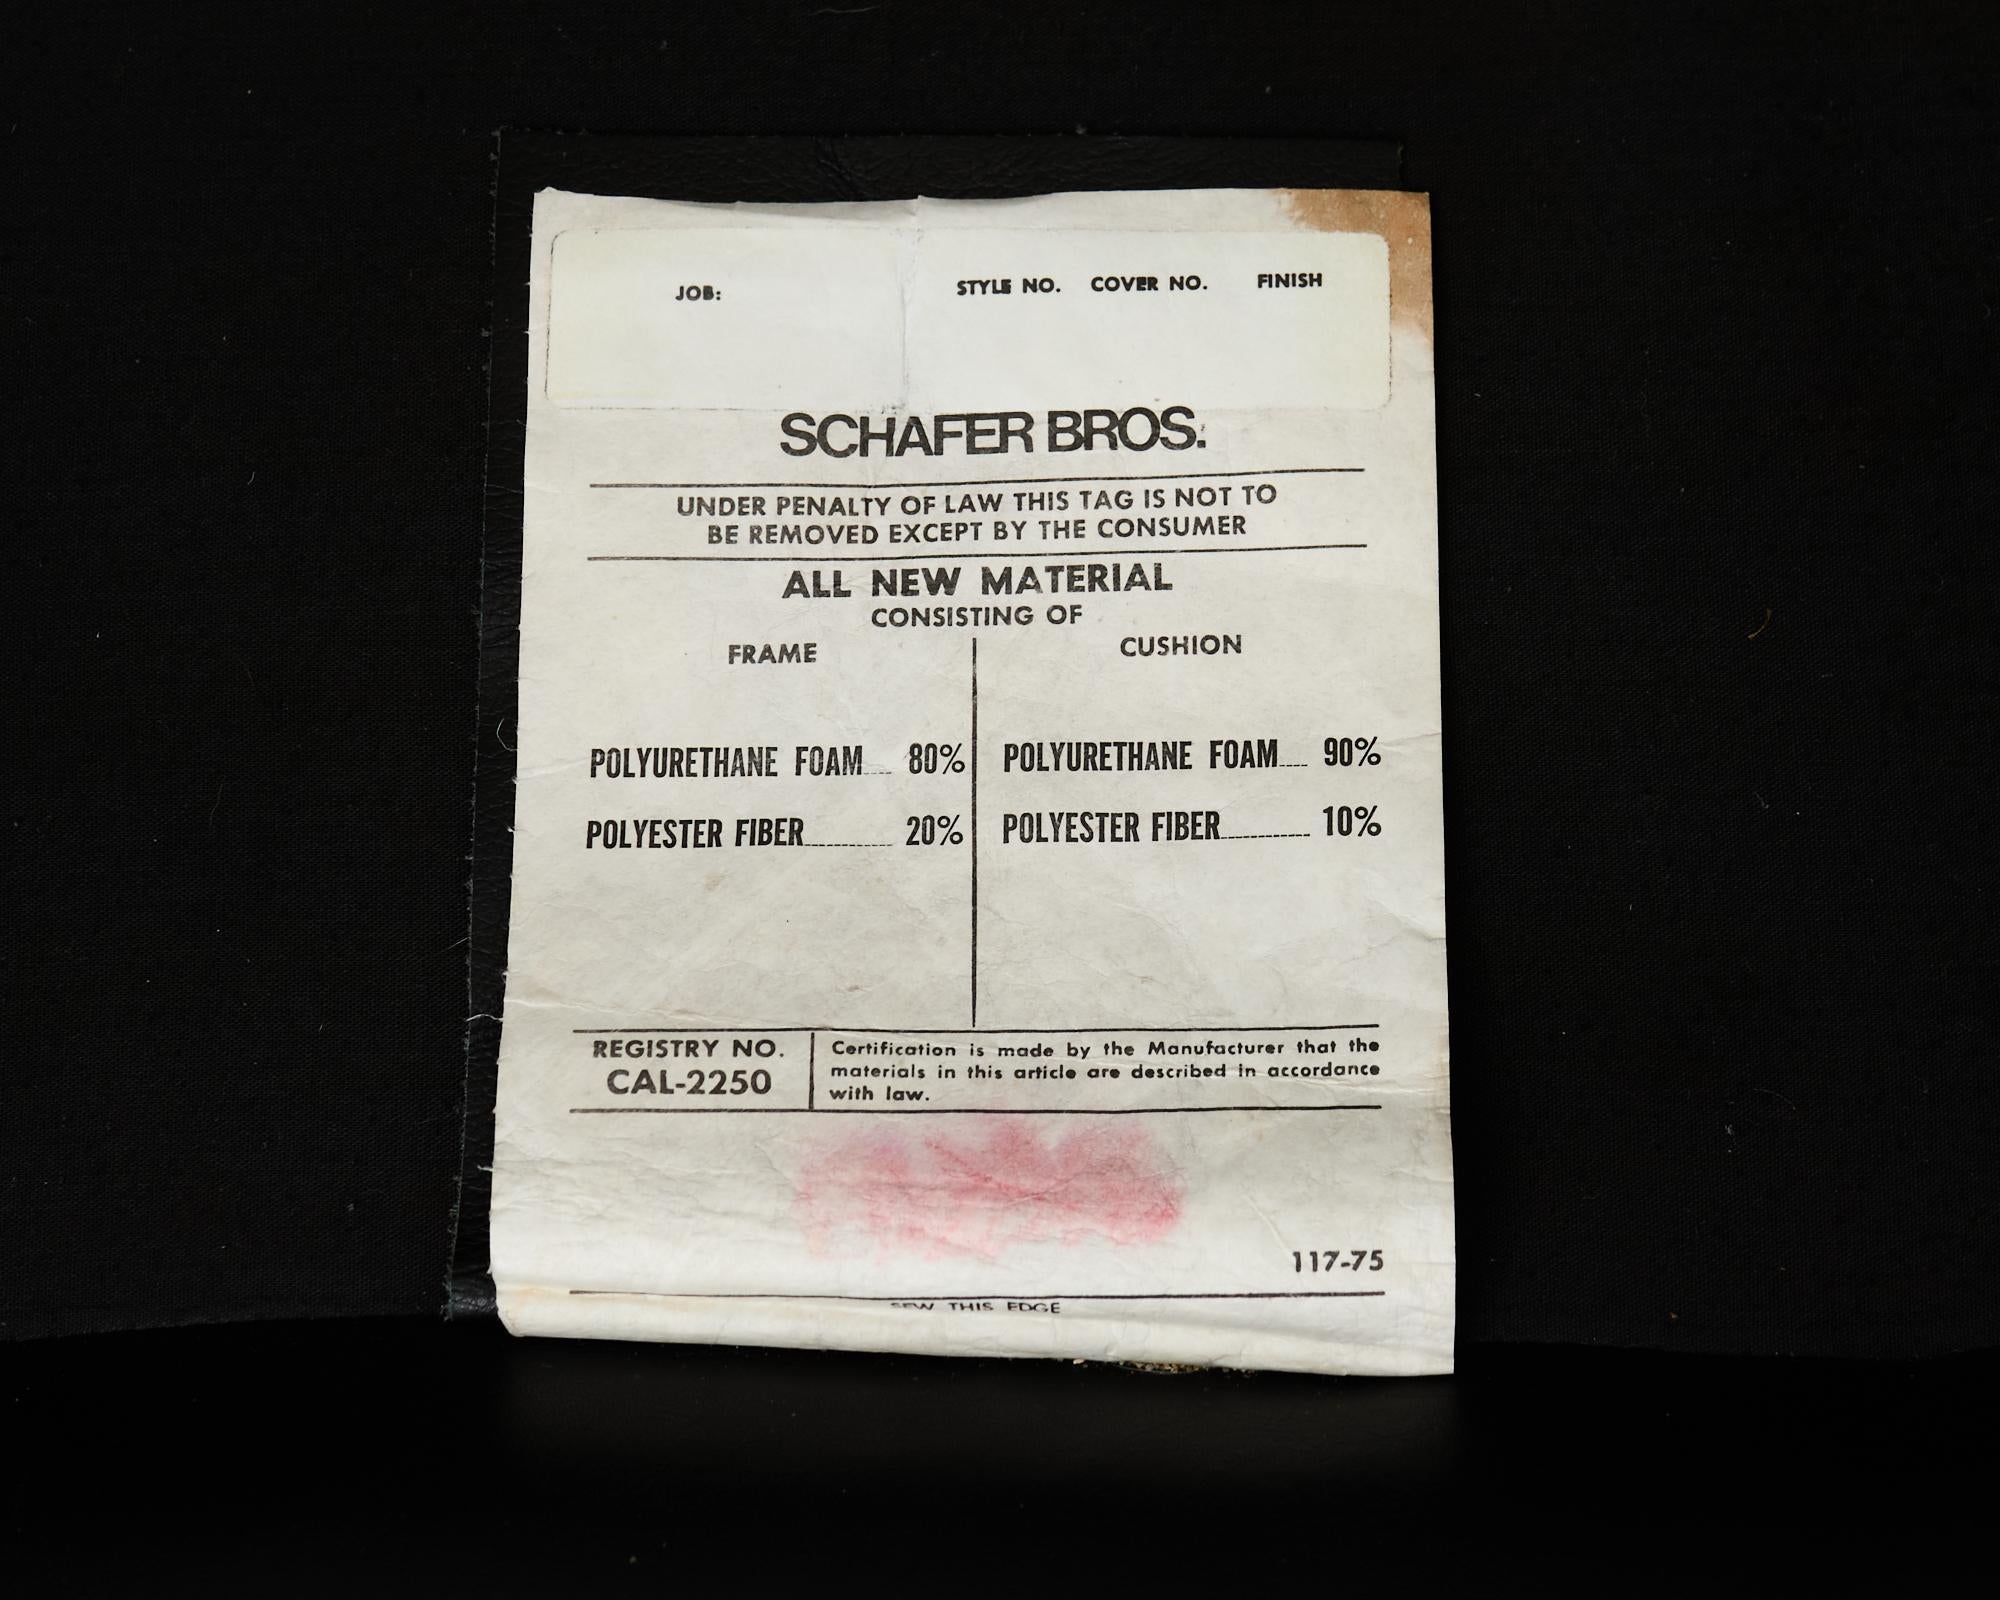 JOB: STYLE NO. COVER NO. FINISH
SCHAFER BROS.
UNDER PENALTY OF LAW THIS TAG IS NOT TO
BE REMOVED EXCEPT BY THE CONSUMER
ALL NEW MATERIAL
CONSISTING OF
FRAME
POLYURETHANE FOAM 80%
POLYESTER FIBER 20%
CUSHION
POLYURETHANE FOAM 90%
POLYESTER FIBER 10%
REGISTRY NO.
CAL-2250
Certification is made by the Manufacturer that the
materials in this article are described in accordance
with law.
117-75
SEW THIS EDGE